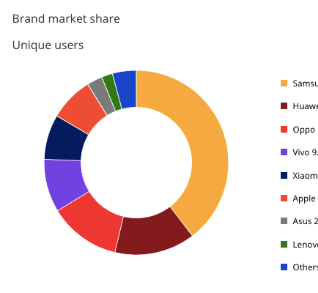 Brand market share
Unique users
Samsu
Huawe
Oppo
Vivo 9.
Xiaom
Apple
Asus 2
Lenov
Others